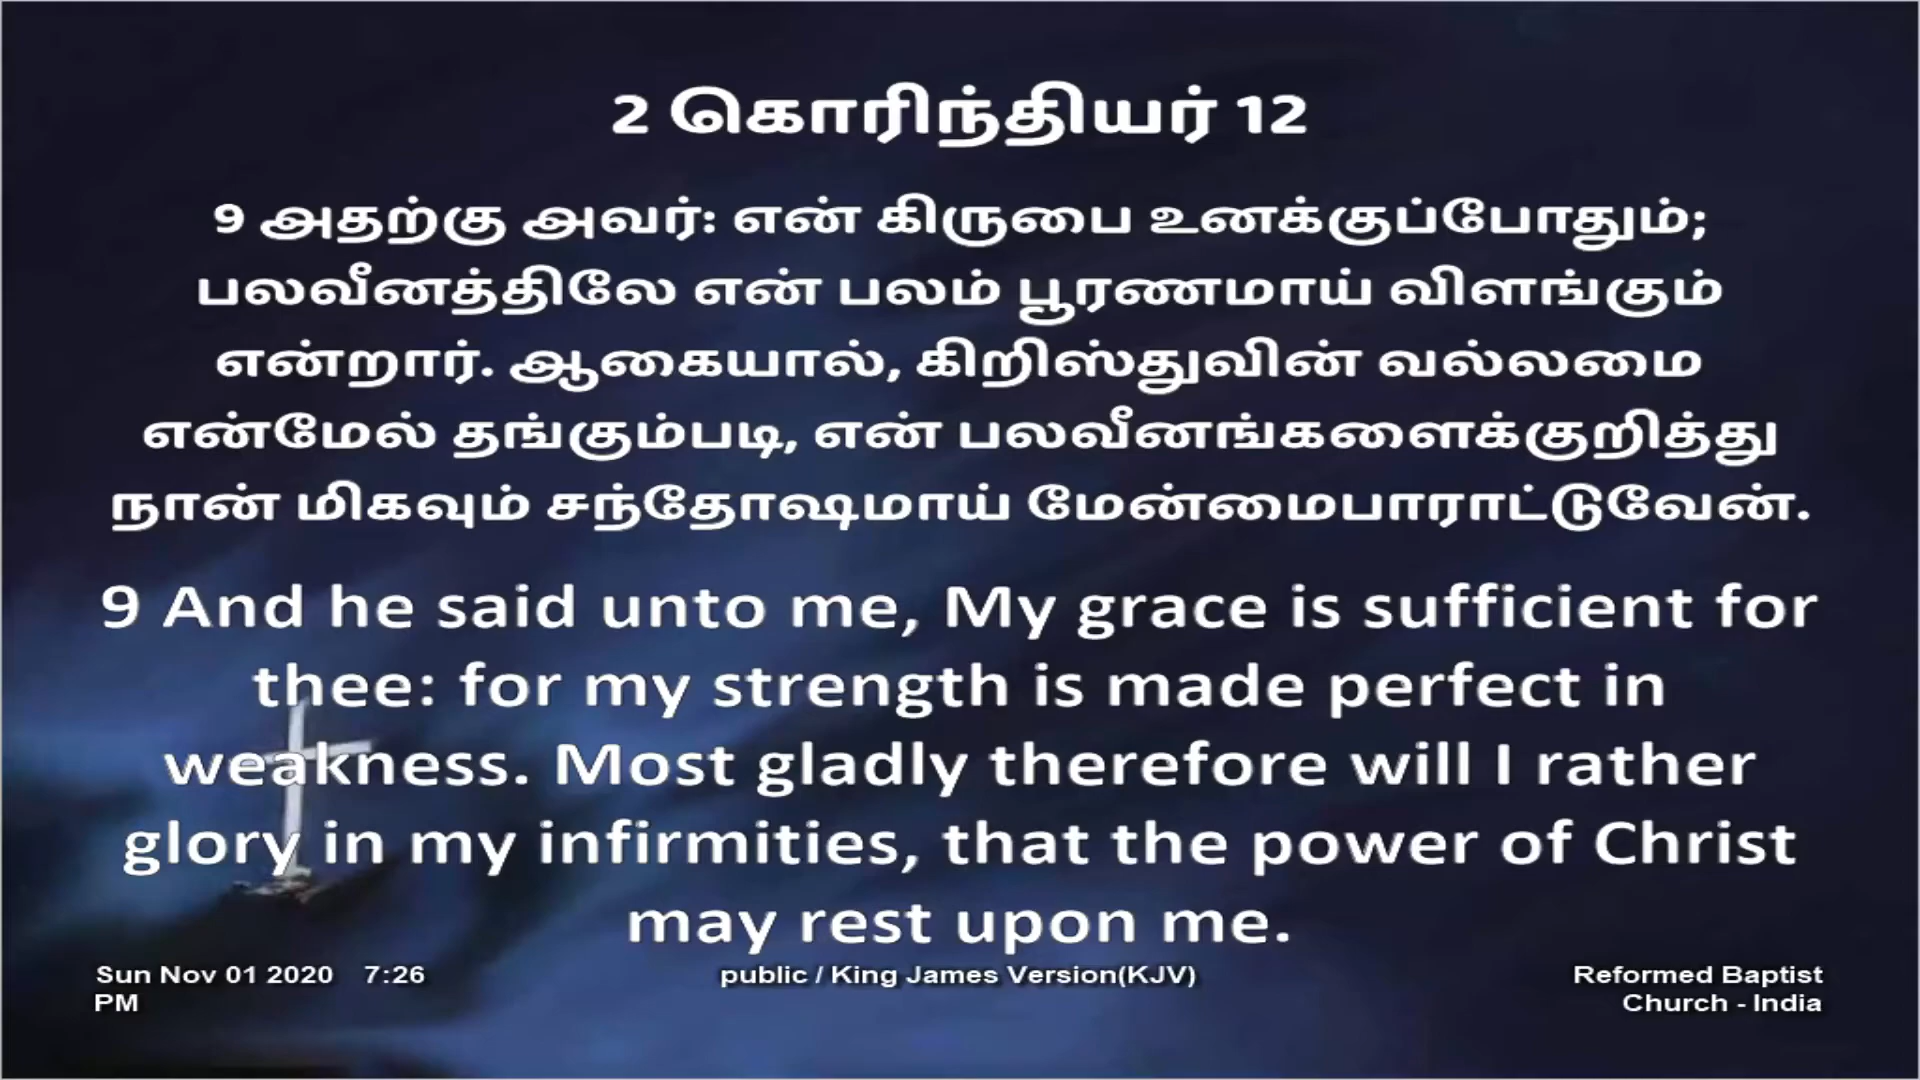 2 கொரிந்தியர் 12
9 அதற்கு அவர்: என் கிருபை உனக்குப்போதும்;
பலவீனத்திலே என் பலம் பூரணமாய் விளங்கும்
என்றார். ஆகையால், கிறிஸ்துவின் வல்லமை
என்மேல் தங்கும்படி, என் பலவீனங்களைக்குறித்து
நான் மிகவும் சந்தோஷமாய் மேன்மைபாராட்டுவேன்.
9 And he said unto me, My grace is sufficient for
thee: for my strength is made perfect in
weakness. Most gladly therefore will I rather
glory in my infirmities, that the power of Christ
may rest upon me.
Sun Nov 01 2020 7:26
PM
public / King James Version(KJV)
Reformed Baptist
Church - India